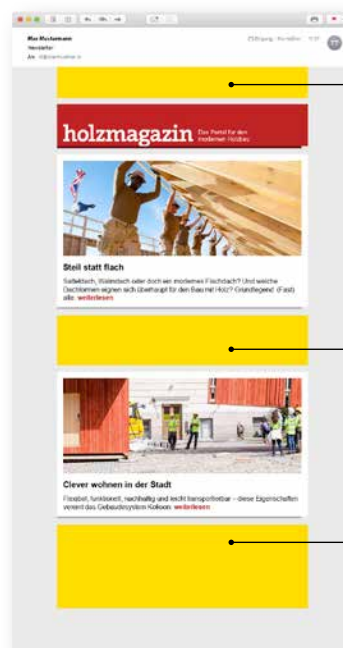 Max Mustermann
Newsletter
An:
holzmagazin
Das Portal für den
modernen Holzbau
Steil statt flach
Satteldach, Walmdach oder doch ein modernes Flachdach? Und welche
Dachformen eignen sich überhaupt für den Bau mit Holz? Grundlegend: (Fast)
alle. weiterlesen
Clever wohnen in der Stadt
Flexibel, funktionell, nachhaltig und leicht transportierbar – diese Eigenschaften
vereint das Gebäudesystem Kokoon. weiterlesen